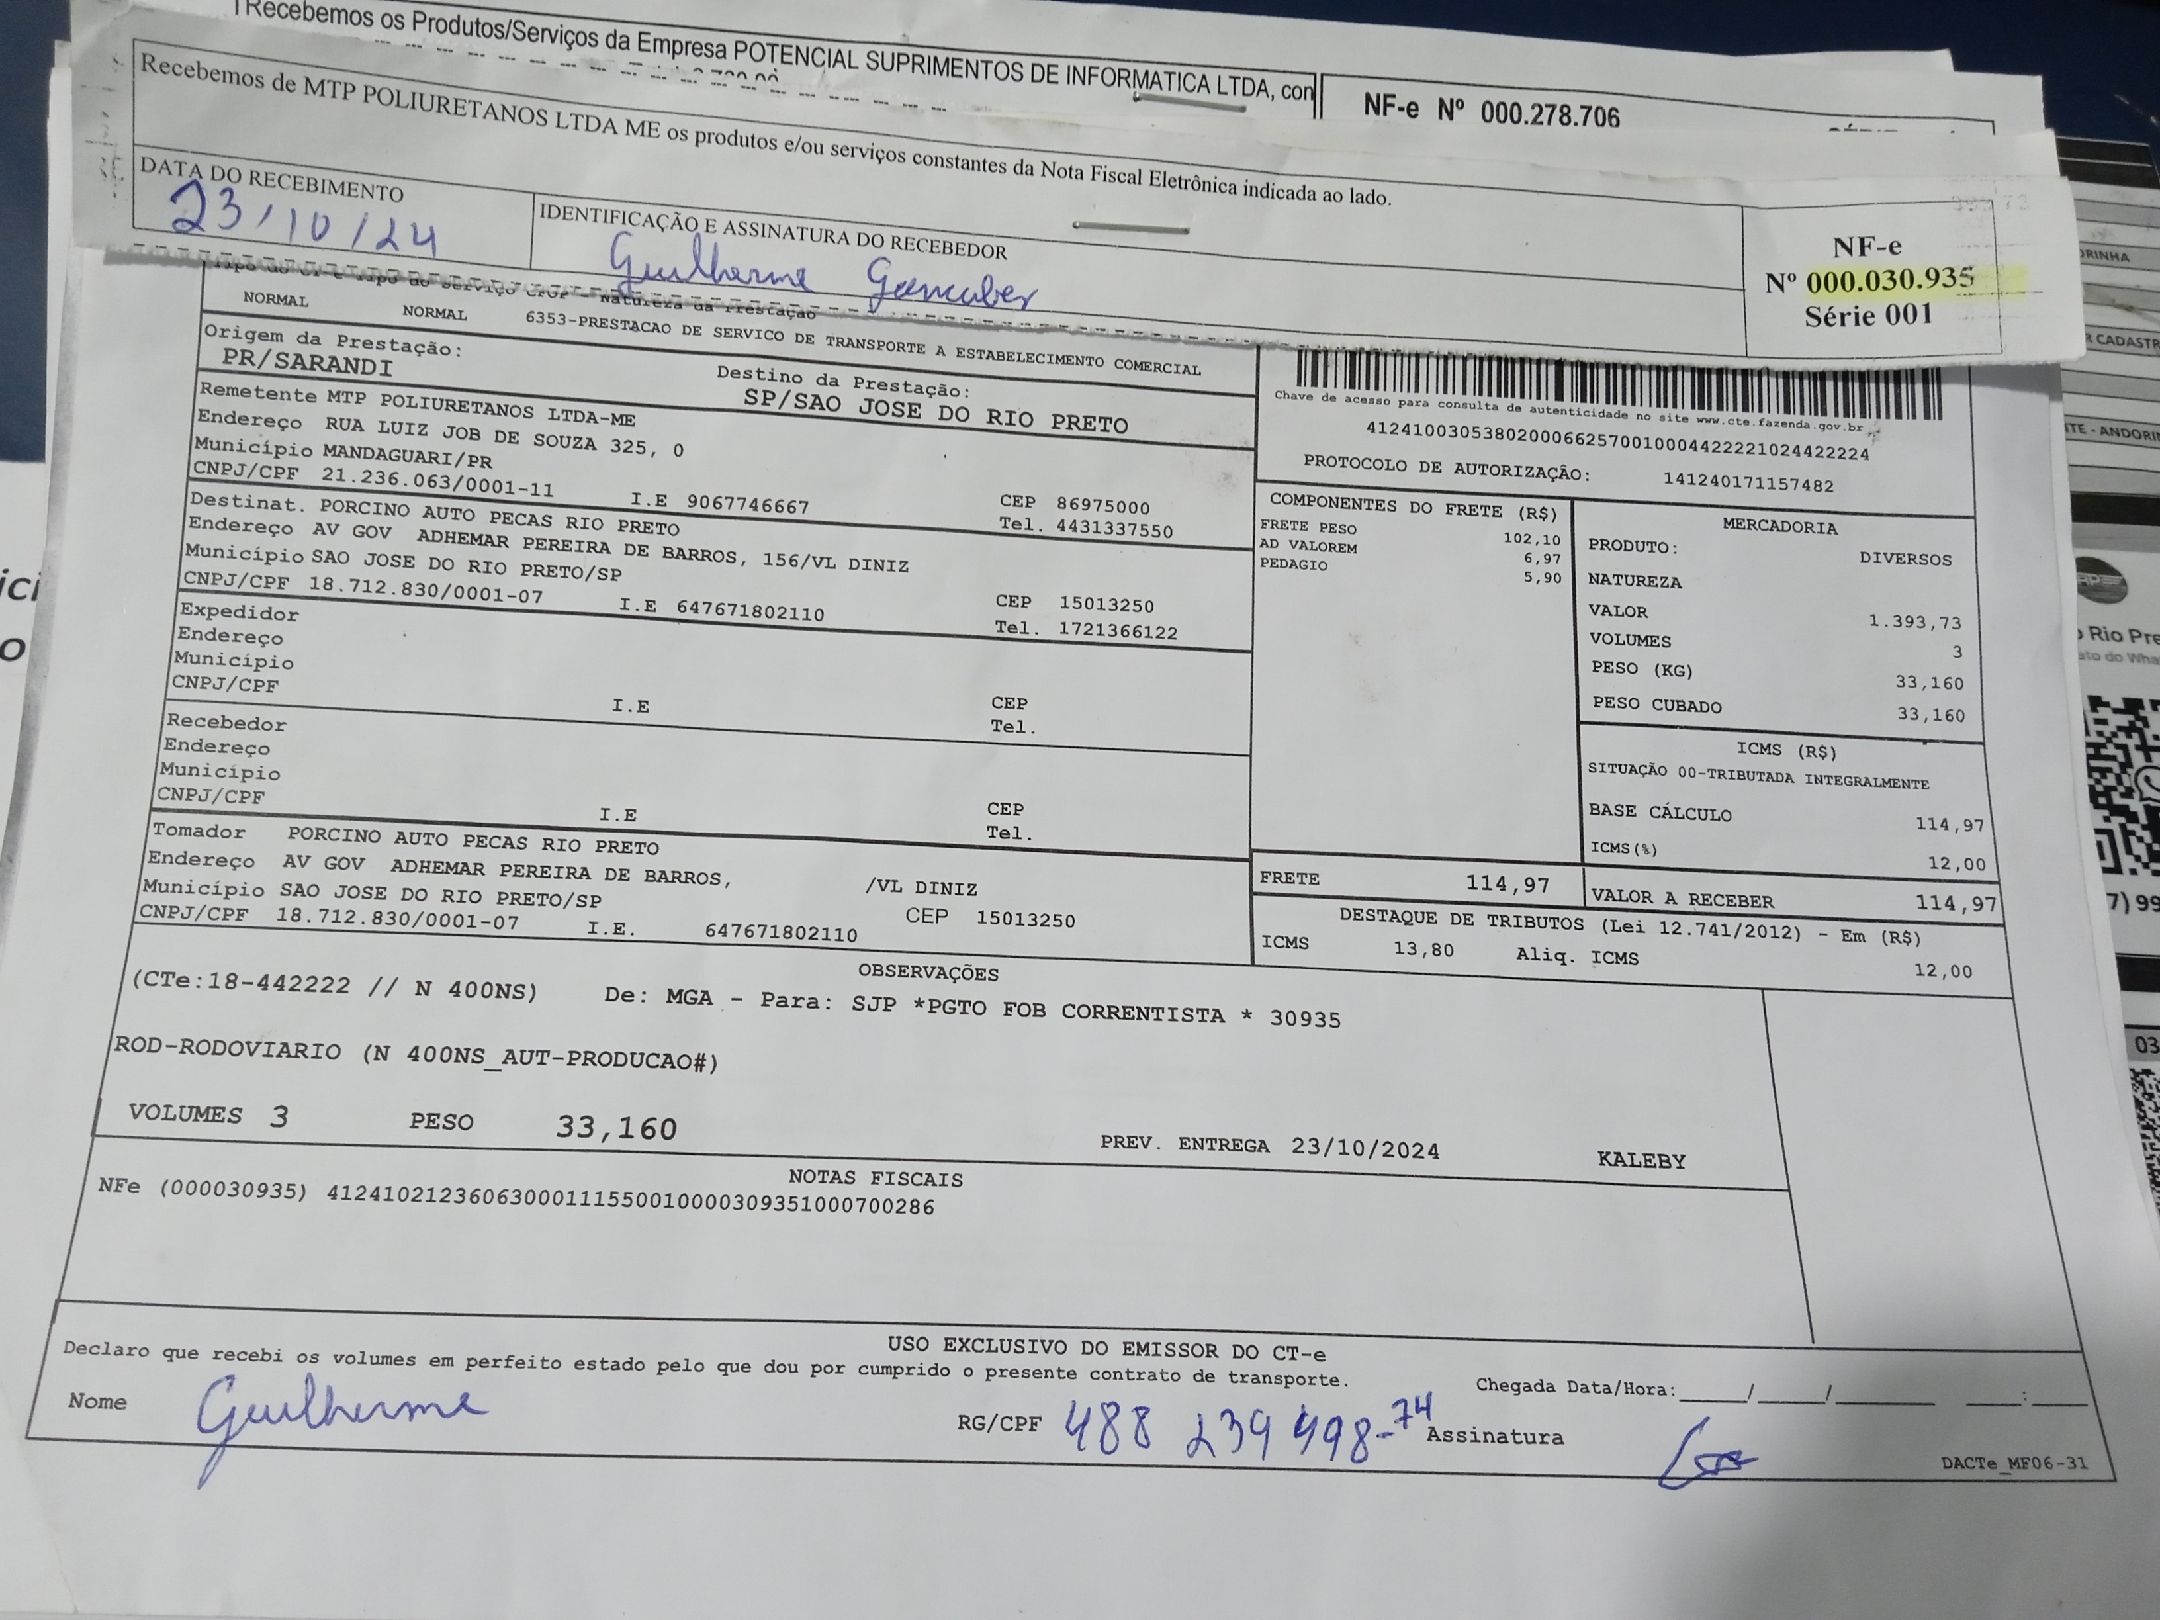 Recebemos os Produtos/Serviços da Empresa POTENCIAL SUPRIMENTOS DE INFORMATICA LTDA, con
NF-e Nº 000.278.706
Recebemos de MTP POLIURETANOS LTDA ME os produtos e/ou serviços constantes da Nota Fiscal Eletrônica indicada ao lado.
DATA DO RECEBIMENTO
23/10/24
IDENTIFICAÇÃO E ASSINATURA DO RECEBEDOR
Guilherme
NF-e
Nº 000.030.935
Série 001
NORMAL NORMAL 6353-PRESTACAO DE SERVICO DE TRANSPORTE A ESTABELECIMENTO COMERCIAL
Origem da Prestação:
PR/SARANDI
Destino da Prestação:
SP/SAO JOSE DO RIO PRETO
Remetente MTP POLIURETANOS LTDA-ME
Endereço RUA LUIZ JOB DE SOUZA 325, 0
Município MANDAGUARI/PR CEP 86975000
CNPJ/CPF 21.236.063/0001-11 I.E 9067746667 Tel. 4431337550
Destinat. PORCINO AUTO PECAS RIO PRETO
Endereço AV GOV ADHEMAR PEREIRA DE BARROS, 156/VL DINIZ
Município SAO JOSE DO RIO PRETO/SP CEP 15013250
CNPJ/CPF 18.712.830/0001-07 I.E 647671802110 Tel. 1721366122
Expedidor
Endereço
Município CEP
CNPJ/CPF I.E Tel.
Recebedor
Endereço
Município CEP
CNPJ/CPF I.E Tel.
Tomador PORCINO AUTO PECAS RIO PRETO
Endereço AV GOV ADHEMAR PEREIRA DE BARROS, /VL DINIZ
Município SAO JOSE DO RIO PRETO/SP CEP 15013250
CNPJ/CPF 18.712.830/0001-07 I.E. 647671802110
Chave de acesso para consulta de autenticidade no site www.cte.fazenda.gov.br
41241003053802000662570010004422221024422224
PROTOCOLO DE AUTORIZAÇÃO: 141240171157482
COMPONENTES DO FRETE (R$)
FRETE PESO 102,10
AD VALOREM 6,97
PEDAGIO 5,90
MERCADORIA
PRODUTO: DIVERSOS
NATUREZA
VALOR 1.393,73
VOLUMES 3
PESO (KG) 33,160
PESO CUBADO 33,160
ICMS (R$)
SITUAÇÃO 00-TRIBUTADA INTEGRALMENTE
BASE CÁLCULO 114,97
ICMS(%) 12,00
FRETE 114,97 VALOR A RECEBER 114,97
DESTAQUE DE TRIBUTOS (Lei 12.741/2012) - Em (R$)
ICMS 13,80 Aliq. ICMS 12,00
OBSERVAÇÕES
(CTe:18-442222 // N 400NS) De: MGA - Para: SJP *PGTO FOB CORRENTISTA * 30935
ROD-RODOVIARIO (N 400NS_AUT-PRODUCAO#)
VOLUMES 3 PESO 33,160 PREV. ENTREGA 23/10/2024 KALEBY
NOTAS FISCAIS
NFe (000030935) 41241021236063000111550010000309351000700286
USO EXCLUSIVO DO EMISSOR DO CT-e
Declaro que recebi os volumes em perfeito estado pelo que dou por cumprido o presente contrato de transporte.
Chegada Data/Hora:____/____/______ ___:___
Nome Guilherme RG/CPF 488 239 498-74 Assinatura
DACTe_MF06-31